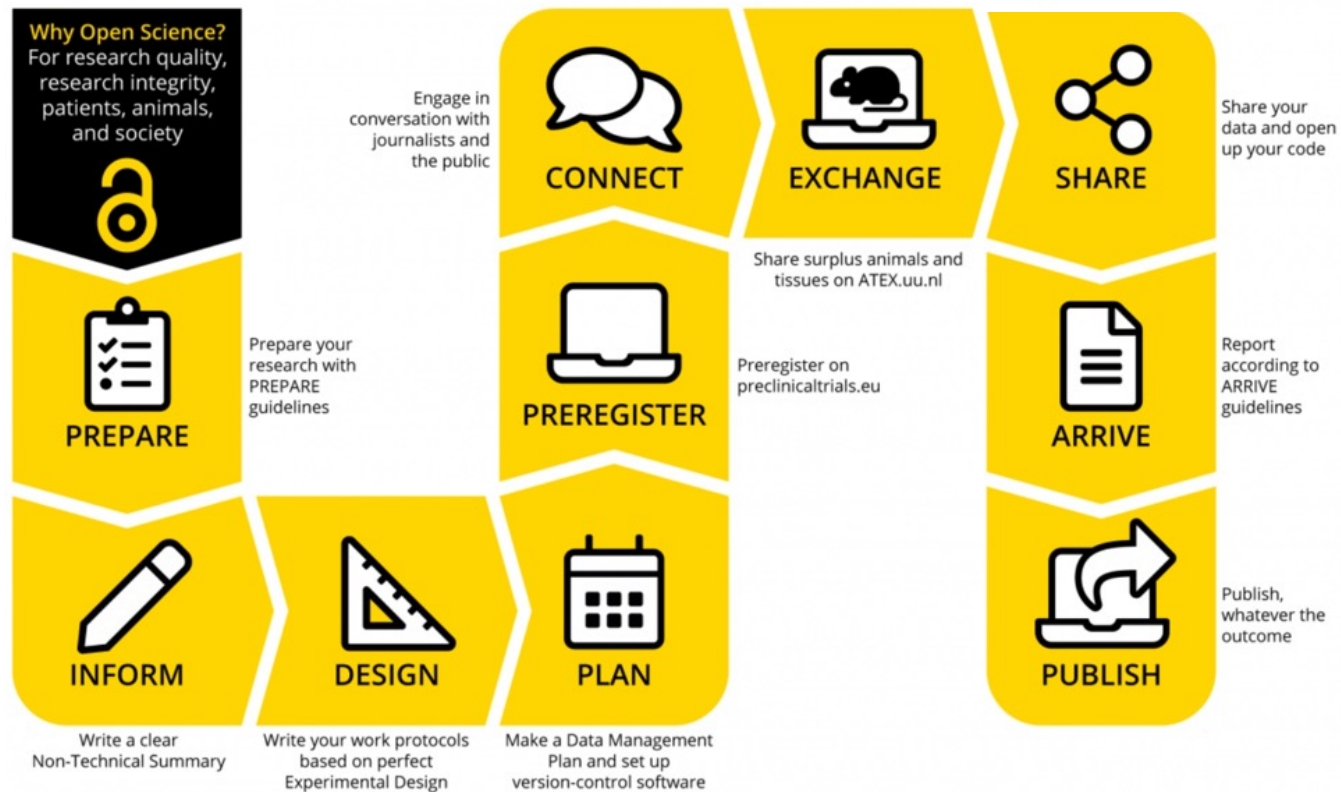 Why Open Science?
For research quality,
research integrity,
patients, animals,
and society
PREPARE
Prepare your
research with
PREPARE
guidelines
INFORM
Write a clear
Non-Technical Summary
DESIGN
Write your work protocols
based on perfect
Experimental Design
PLAN
Make a Data Management
Plan and set up
version-control software
PREREGISTER
Preregister on
preclinicaltrials.eu
CONNECT
Engage in
conversation with
journalists and
the public
EXCHANGE
Share surplus animals and
tissues on ATEX.uu.nl
SHARE
Share your
data and open
up your code
ARRIVE
Report
according to
ARRIVE
guidelines
PUBLISH
Publish,
whatever the
outcome